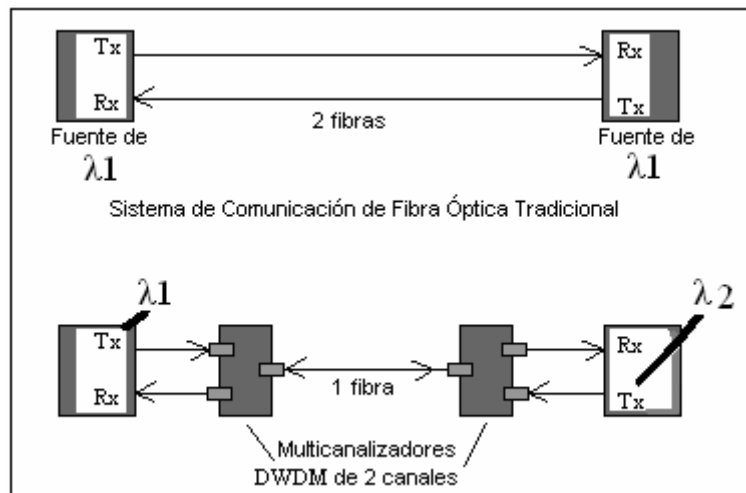 Tx
Rx
Rx
2 fibras
Tx
Fuente de
λ1
Fuente de
λ1
Sistema de Comunicación de Fibra Óptica Tradicional
λ1
λ2
Tx
Rx
Rx
1 fibra
Tx
Multicanalizadores
DWDM de 2 canales